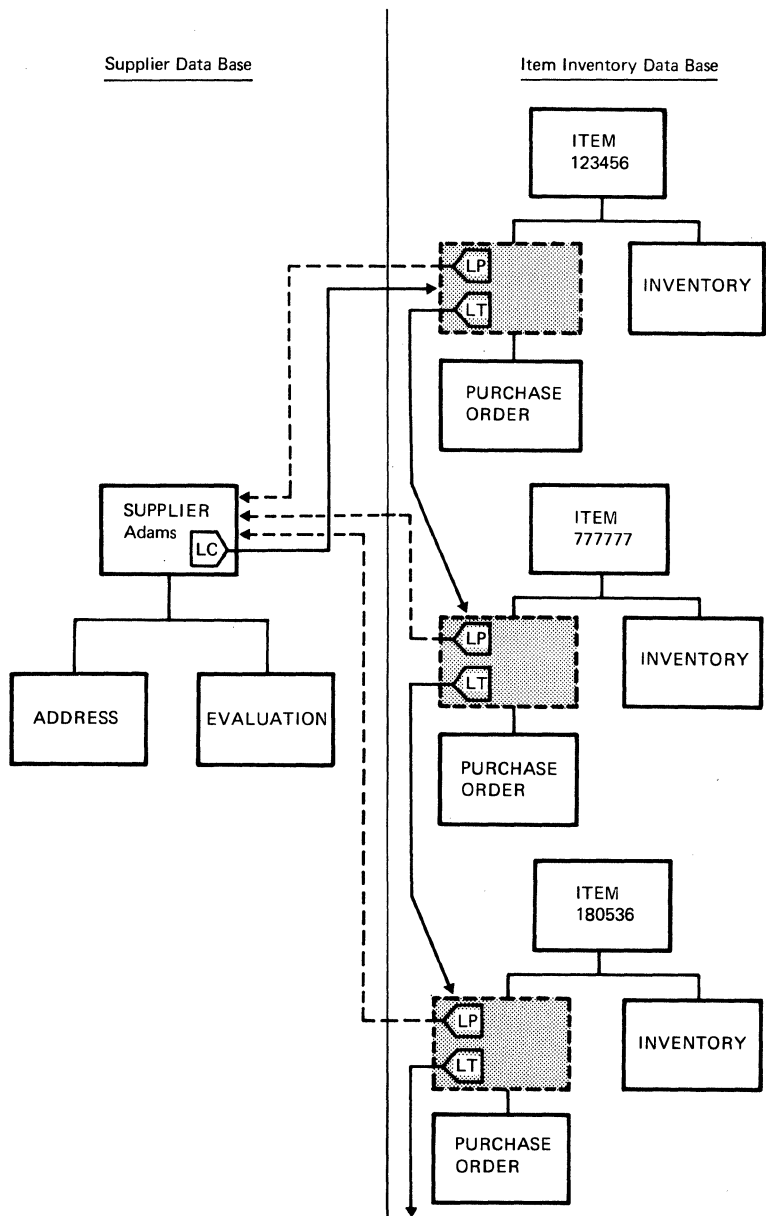 Supplier Data Base
Item Inventory Data Base
ITEM
123456
LP
LT
INVENTORY
PURCHASE
ORDER
SUPPLIER
Adams
LC
ADDRESS
EVALUATION
ITEM
777777
LP
LT
INVENTORY
PURCHASE
ORDER
ITEM
180536
LP
LT
INVENTORY
PURCHASE
ORDER